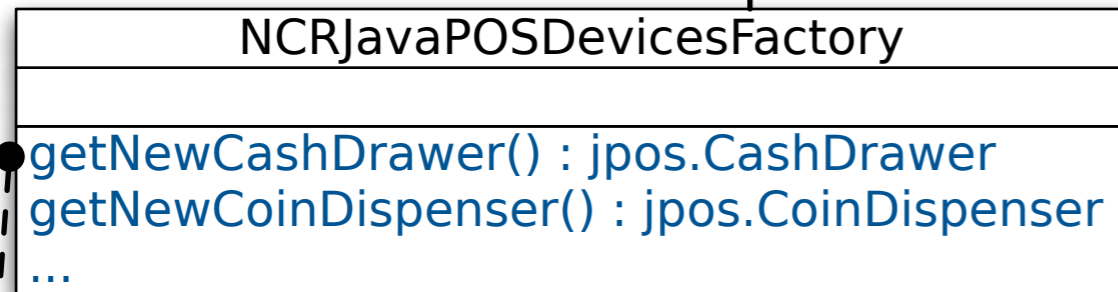 NCRJavaPOSDevicesFactory
getNewCashDrawer() : jpos.CashDrawer
getNewCoinDispenser() : jpos.CoinDispenser
...